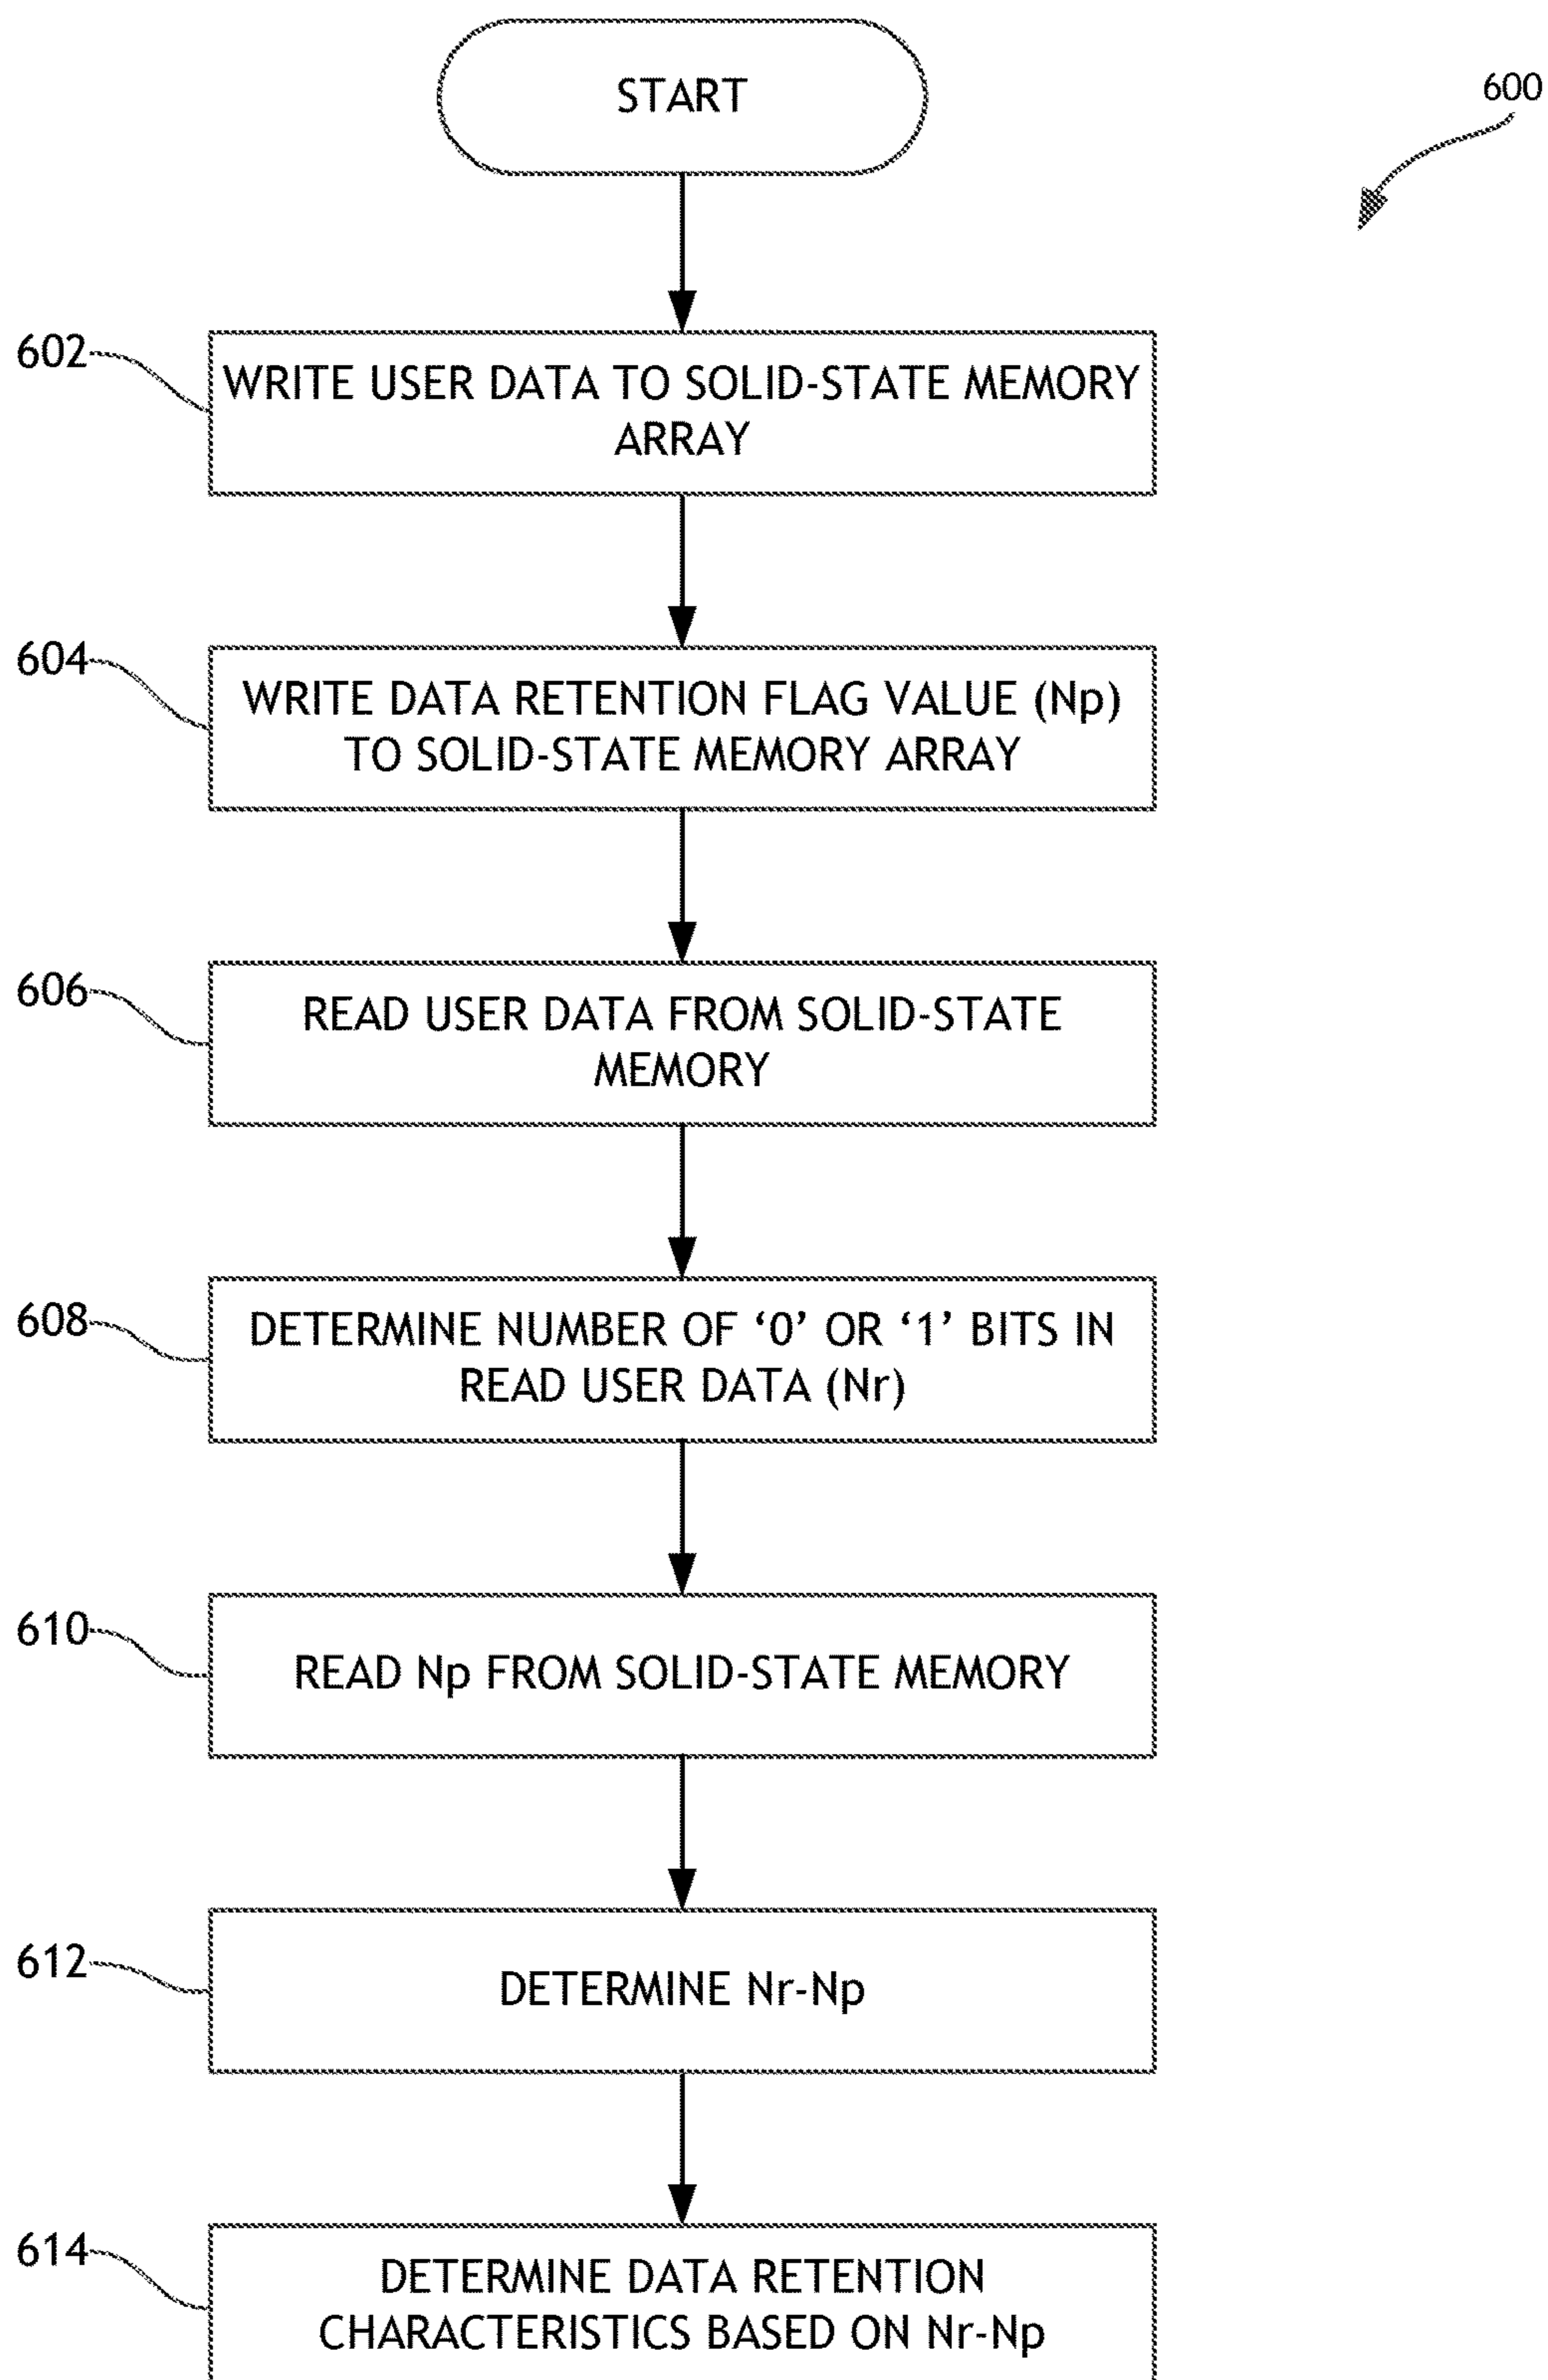 START
600
602
WRITE USER DATA TO SOLID-STATE MEMORY
ARRAY
604
WRITE DATA RETENTION FLAG VALUE (Np)
TO SOLID-STATE MEMORY ARRAY
606
READ USER DATA FROM SOLID-STATE
MEMORY
608
DETERMINE NUMBER OF ‘0’ OR ‘1’ BITS IN
READ USER DATA (Nr)
610
READ Np FROM SOLID-STATE MEMORY
612
DETERMINE Nr-Np
614
DETERMINE DATA RETENTION
CHARACTERISTICS BASED ON Nr-Np